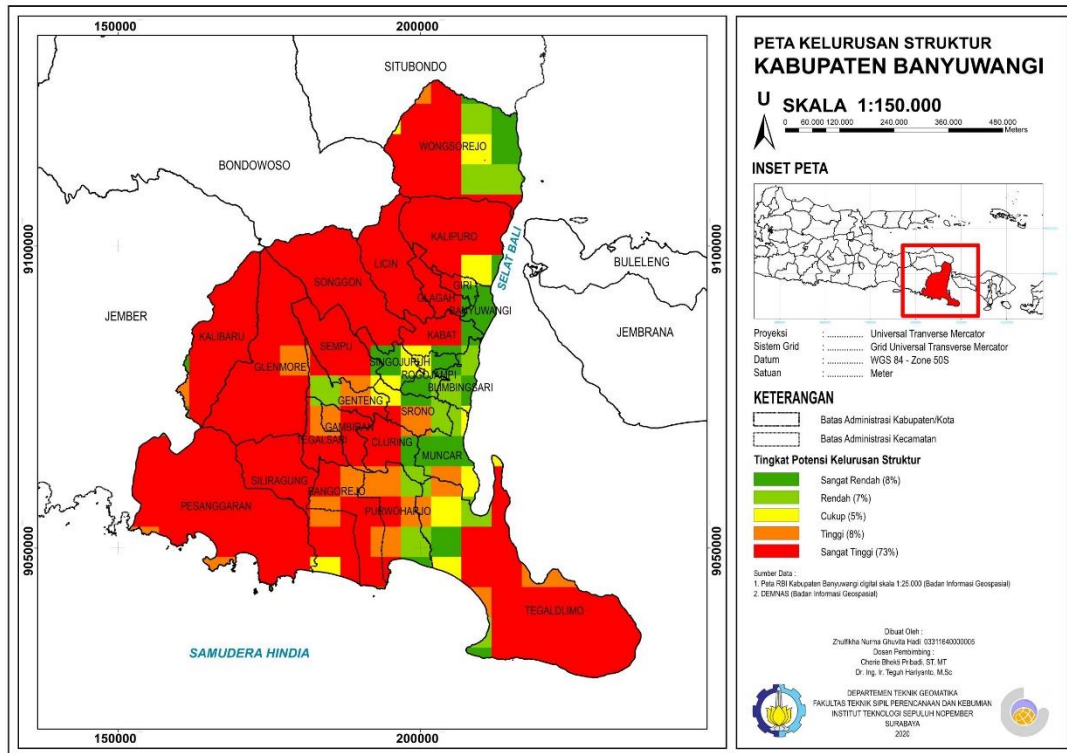 150000
200000
SITUBONDO
WONGSOREJO
BONDOWOSO
9100000
9100000
KALIPURO
LICIN
SELAT BALI
BULELENG
SONGGON
GIRI
GLAGAH
BANYUWANGI
JEMBER
KALIBARU
KABAT
JEMBRANA
SEMPU
GLENMORE
SINGOJURUH
ROGOJAMPI
BLIMBINGSARI
GENTENG
SRONO
GAMBIRAN
TEGALSARI
CLURING
MUNCAR
SILIRAGUNG
BANGOREJO
PESANGGARAN
PURWOHARJO
9050000
9050000
TEGALDLIMO
SAMUDERA HINDIA
150000
200000
PETA KELURUSAN STRUKTUR
KABUPATEN BANYUWANGI
U
SKALA 1:150.000
0 60.000 120.000 240.000 360.000 480.000
Meters
INSET PETA
Proyeksi : ............... Universal Tranverse Mercator
Sistem Grid : ............... Grid Universal Transverse Mercator
Datum : ............... WGS 84 - Zone 50S
Satuan : ............... Meter
KETERANGAN
Batas Administrasi Kabupaten/Kota
Batas Administrasi Kecamatan
Tingkat Potensi Kelurusan Struktur
Sangat Rendah (8%)
Rendah (7%)
Cukup (5%)
Tinggi (8%)
Sangat Tinggi (73%)
Sumber Data :
1. Peta RBI Kabupaten Banyuwangi digital skala 1:25.000 (Badan Informasi Geospasial)
2. DEMNAS (Badan Informasi Geospasial)
Dibuat Oleh :
Zhulfikha Nurma Ghuvita Hadi 03311640000005
Dosen Pembimbing :
Cherie Bhekti Pribadi, ST, MT
Dr. Ing. Ir. Teguh Hariyanto, M.Sc
DEPARTEMEN TEKNIK GEOMATIKA
FAKULTAS TEKNIK SIPIL PERENCANAAN DAN KEBUMIAN
INSTITUT TEKNOLOGI SEPULUH NOPEMBER
SURABAYA
2020